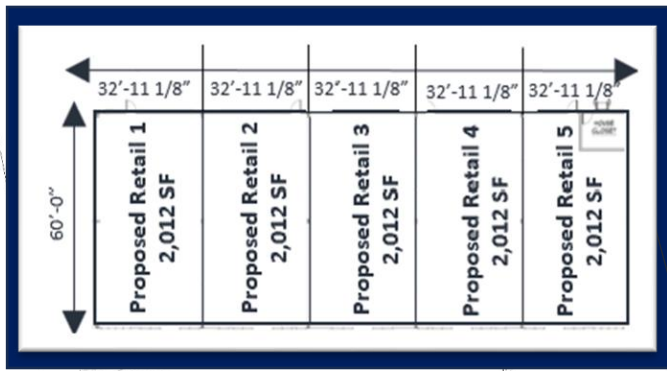 32'-11 1/8" 32'-11 1/8" 32'-11 1/8" 32'-11 1/8" 32'-11 1/8"
60'-0"
Proposed Retail 1
2,012 SF
Proposed Retail 2
2,012 SF
Proposed Retail 3
2,012 SF
Proposed Retail 4
2,012 SF
Proposed Retail 5
2,012 SF
HOUSE
CLOSET